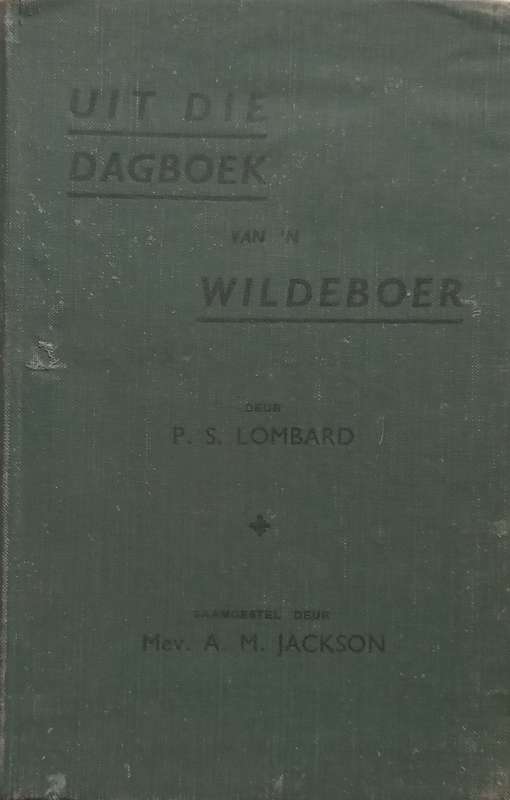 UIT DIE
DAGBOEK
VAN 'N
WILDEBOER
DEUR
P. S. LOMBARD
SAAMGESTEL DEUR
Mev. A. M. JACKSON